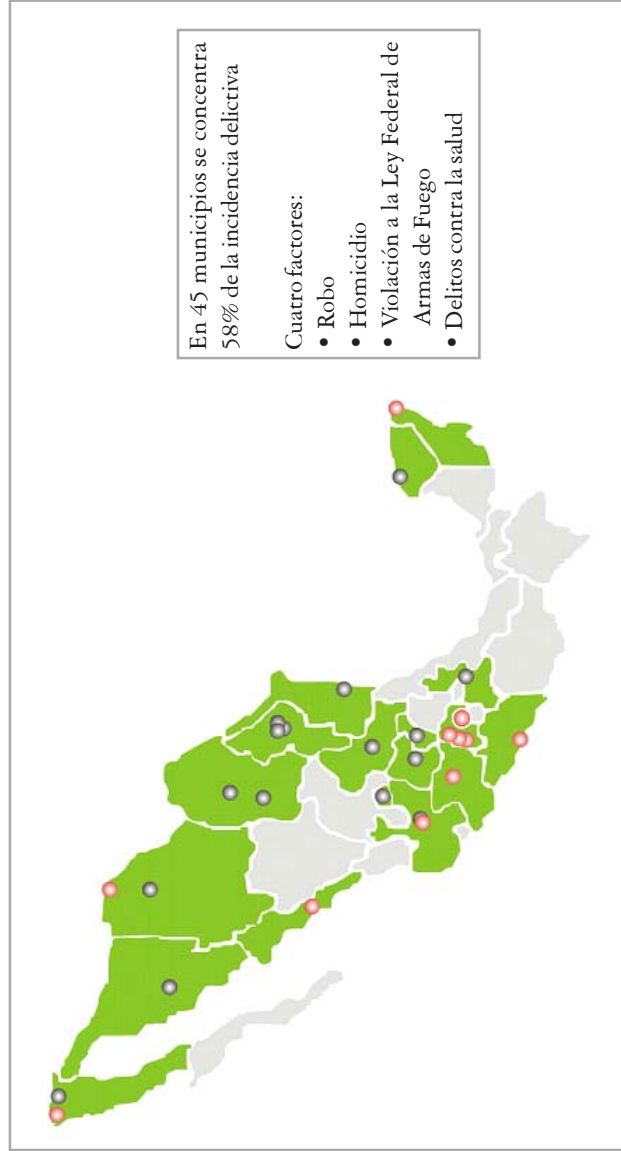 En 45 municipios se concentra
58% de la incidencia delictiva
Cuatro factores:
• Robo
• Homicidio
• Violación a la Ley Federal de
Armas de Fuego
• Delitos contra la salud